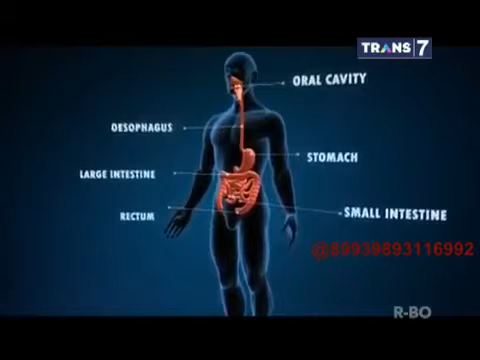 TRANS 7
ORAL CAVITY
OESOPHAGUS
STOMACH
LARGE INTESTINE
RECTUM
SMALL INTESTINE
@89939893116992
R-BO